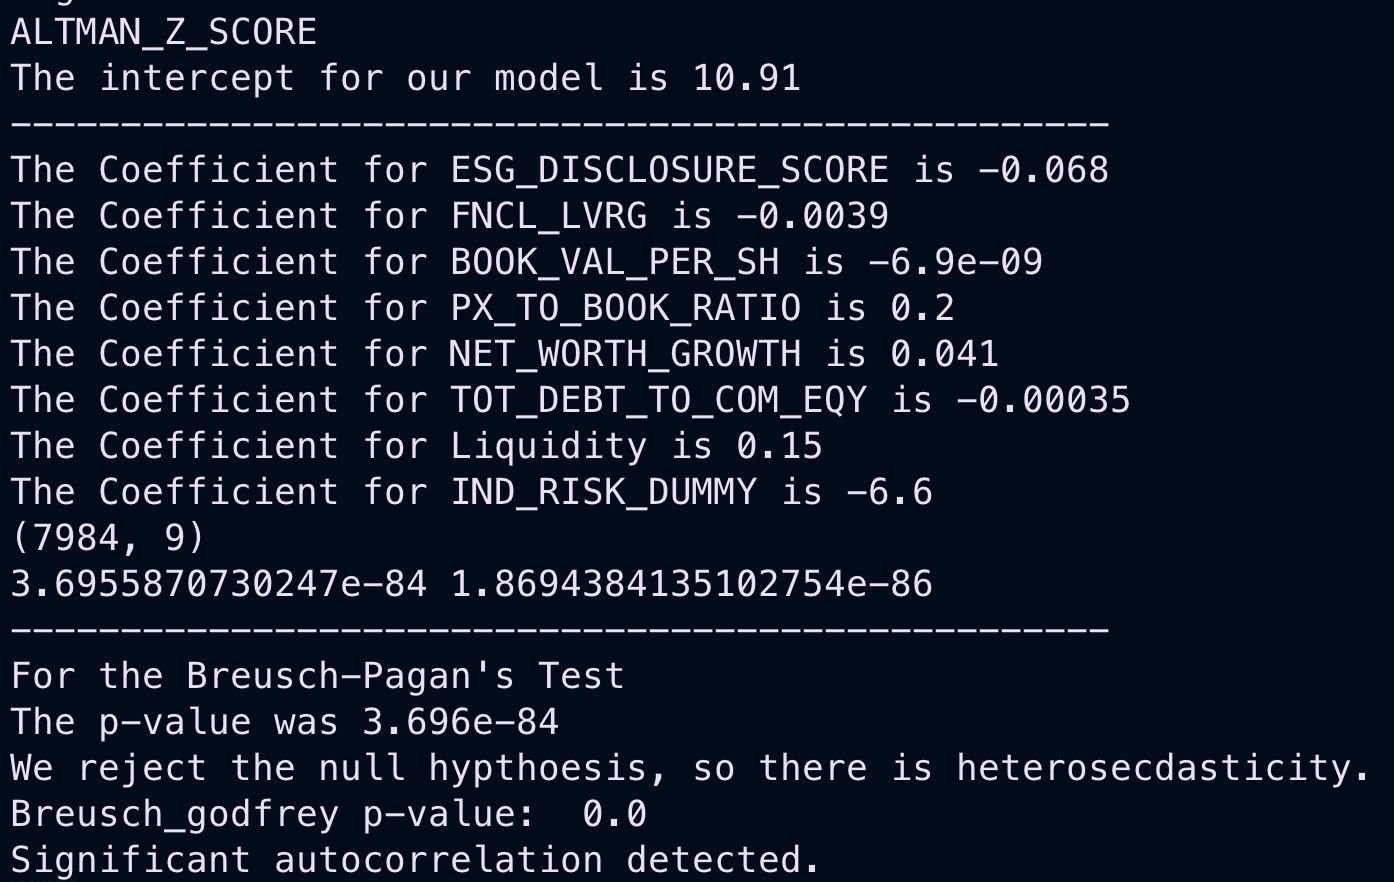 ALTMAN_Z_SCORE
The intercept for our model is 10.91
--------------------------------------------------
The Coefficient for ESG_DISCLOSURE_SCORE is -0.068
The Coefficient for FNCL_LVRG is -0.0039
The Coefficient for BOOK_VAL_PER_SH is -6.9e-09
The Coefficient for PX_TO_BOOK_RATIO is 0.2
The Coefficient for NET_WORTH_GROWTH is 0.041
The Coefficient for TOT_DEBT_TO_COM_EQY is -0.00035
The Coefficient for Liquidity is 0.15
The Coefficient for IND_RISK_DUMMY is -6.6
(7984, 9)
3.6955870730247e-84 1.8694384135102754e-86
--------------------------------------------------
For the Breusch-Pagan's Test
The p-value was 3.696e-84
We reject the null hypthoesis, so there is heterosecdasticity.
Breusch_godfrey p-value:  0.0
Significant autocorrelation detected.